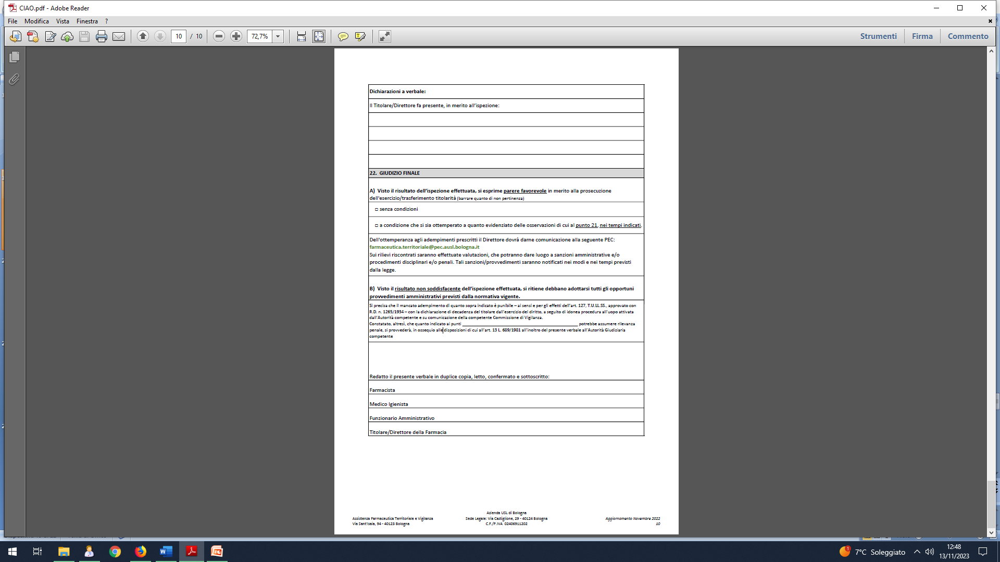 CIAO.pdf - Adobe Reader
File Modifica Vista Finestra ?
10 / 10 72,7% Strumenti Firma Commento
Dichiarazioni a verbale:
Il Titolare/Direttore fa presente, in merito all'ispezione:
22. GIUDIZIO FINALE
A) Visto il risultato dell'ispezione effettuata, si esprime parere favorevole in merito alla prosecuzione
dell'esercizio/trasferimento titolarità (barrare quanto di non pertinenza)
□ senza condizioni
□ a condizione che si sia ottemperato a quanto evidenziato delle osservazioni di cui al punto 21, nei tempi indicati.
Dell'ottemperanza agli adempimenti prescritti il Direttore dovrà darne comunicazione alla seguente PEC:
farmaceutica.territoriale@pec.ausl.bologna.it
Sui rilievi riscontrati saranno effettuate valutazioni, che potranno dare luogo a sanzioni amministrative e/o
procedimenti disciplinari e/o penali. Tali sanzioni/provvedimenti saranno notificati nei modi e nei tempi previsti
dalla legge.
B) Visto il risultato non soddisfacente dell'ispezione effettuata, si ritiene debbano adottarsi tutti gli opportuni
provvedimenti amministrativi previsti dalla normativa vigente.
Si precisa che il mancato adempimento di quanto sopra indicato è punibile – ai sensi e per gli effetti dell'art. 127, T.U.LL.SS., approvato con
R.D. n. 1265/1934 – con la dichiarazione di decadenza del titolare dall'esercizio del diritto, a seguito di idonea procedura all'uopo attivata
dall'Autorità competente e su comunicazione della competente Commissione di Vigilanza.
Constatato, altresì, che quanto indicato ai punti ______________________________ potrebbe assumere rilevanza
penale, si provvederà, in ossequio alle disposizioni di cui all'art. 13 L. 689/1981 all'inoltro del presente verbale all'Autorità Giudiziaria
competente
Redatto il presente verbale in duplice copia, letto, confermato e sottoscritto:
Farmacista
Medico Igienista
Funzionario Amministrativo
Titolare/Direttore della Farmacia
Azienda USL di Bologna
Assistenza Farmaceutica Territoriale e Vigilanza Sede Legale: Via Castiglione, 29 - 40124 Bologna Aggiornamento Novembre 2022
Via Sant'Isaia, 94 - 40123 Bologna C.F./P.IVA 02406911202 10
1 7°C Soleggiato 12:48
13/11/2023